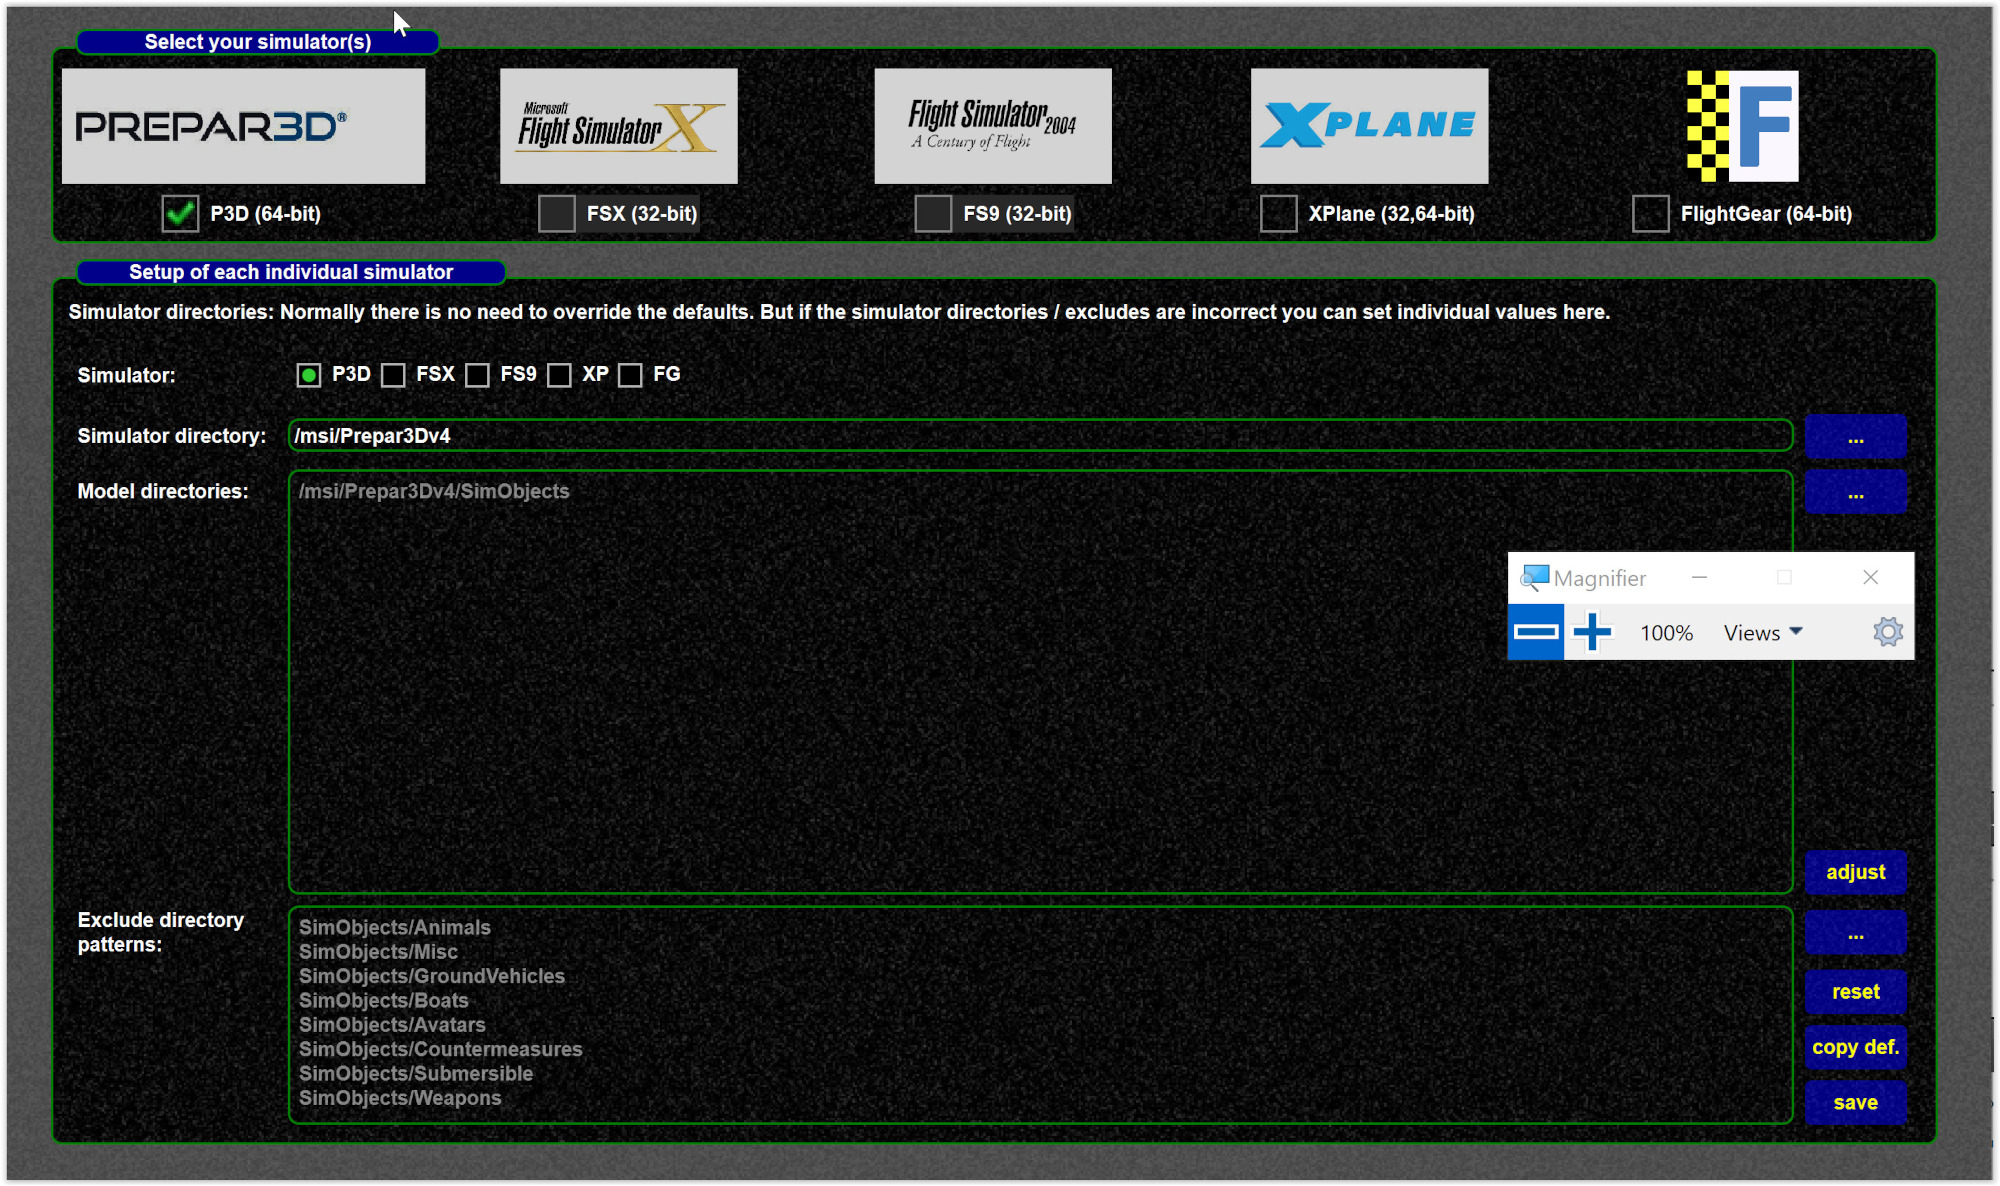 Select your simulator(s)
PREPAR3D®
Microsoft
Flight Simulator X
Flight Simulator 2004
A Century of Flight
XPLANE
F
P3D (64-bit)
FSX (32-bit)
FS9 (32-bit)
XPlane (32,64-bit)
FlightGear (64-bit)
Setup of each individual simulator
Simulator directories: Normally there is no need to override the defaults. But if the simulator directories / excludes are incorrect you can set individual values here.
Simulator: P3D FSX FS9 XP FG
Simulator directory: /msi/Prepar3Dv4 ...
Model directories: /msi/Prepar3Dv4/SimObjects ...
Magnifier
100% Views
adjust
Exclude directory
patterns:
SimObjects/Animals
SimObjects/Misc
SimObjects/GroundVehicles
SimObjects/Boats
SimObjects/Avatars
SimObjects/Countermeasures
SimObjects/Submersible
SimObjects/Weapons
...
reset
copy def.
save